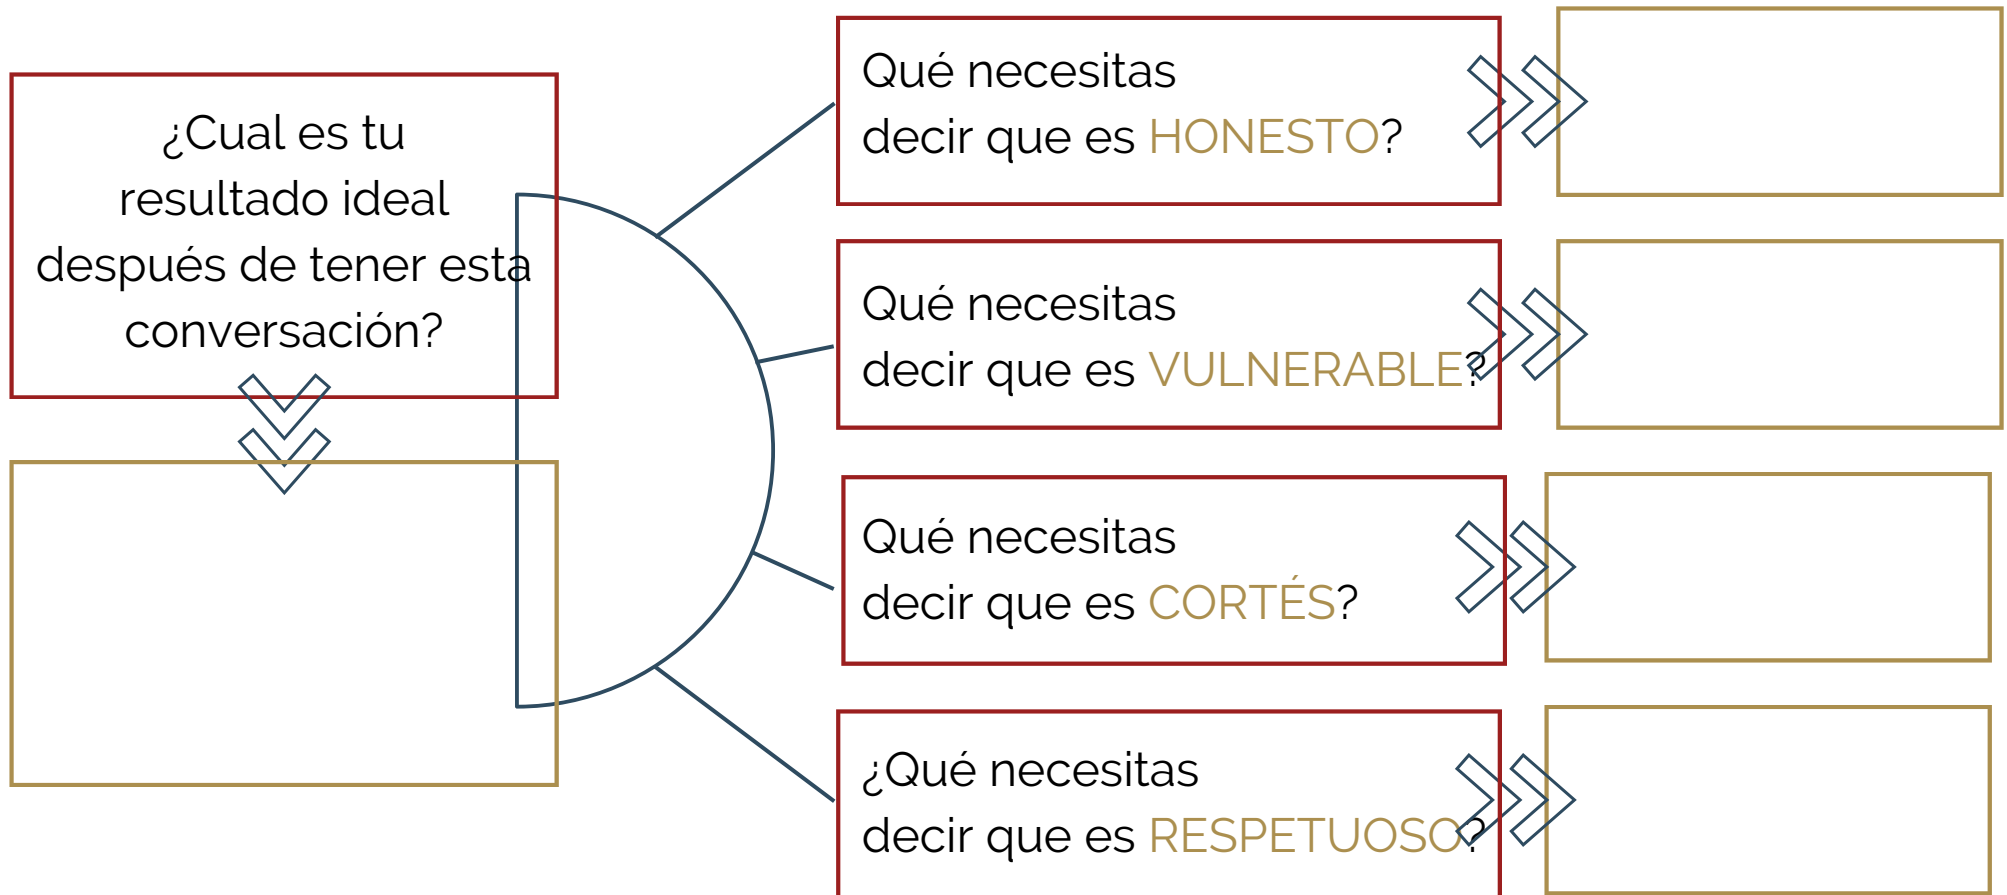 ¿Cual es tu
resultado ideal
después de tener esta
conversación?
Qué necesitas
decir que es HONESTO?
Qué necesitas
decir que es VULNERABLE?
Qué necesitas
decir que es CORTÉS?
¿Qué necesitas
decir que es RESPETUOSO?